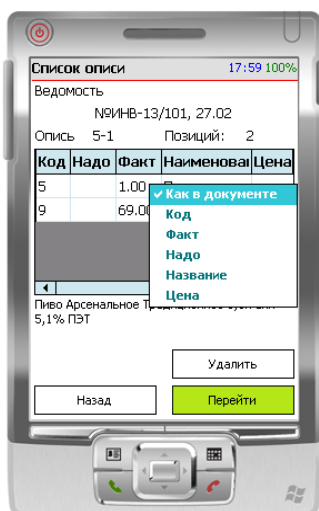 Список описи 17:59 100%
Ведомость
№ИНВ-13/101, 27.02
Опись 5-1 Позиций: 2
Код Надо Факт Наименоваı Цена
5 1.00
9 69.00
Как в документе
Код
Факт
Надо
Название
Цена
Пиво Арсенальное
5,1% ПЭТ
Удалить
Назад Перейти